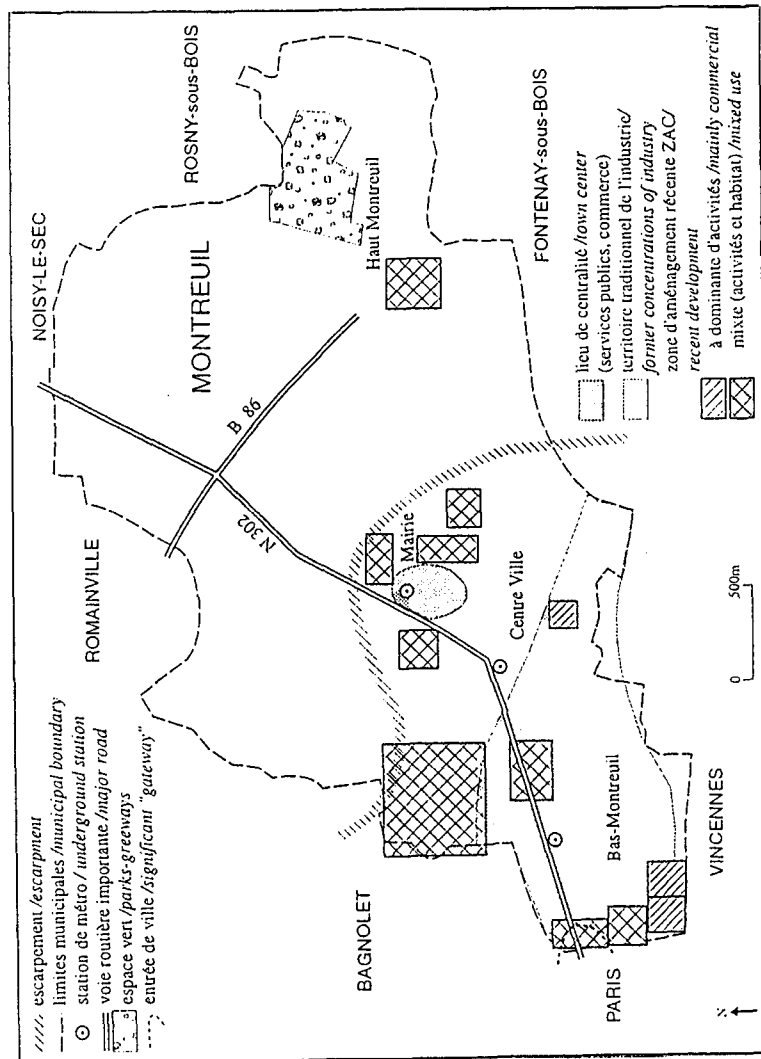 //// escarpement /escarpment
limites municipales /municipal boundary
station de métro / underground station
voie routière importante /major road
espace vert /parks-greeways
entrée de ville /significant "gateway"
NOISY-LE-SEC
ROMAINVILLE
ROSNY-sous-BOIS
MONTREUIL
B 86
N 302
Haut Montreuil
BAGNOLET
Mairie
Centre Ville
Bas-Montreuil
PARIS
VINCENNES
FONTENAY-sous-BOIS
N
0 500m
lieu de centralité /town center
(services publics, commerce)
territoire traditionnel de l'industrie/
former concentrations of industry
zone d'aménagement récente ZAC/
recent development
à dominante d'activités /mainly commercial
mixte (activités et habitat) /mixed use